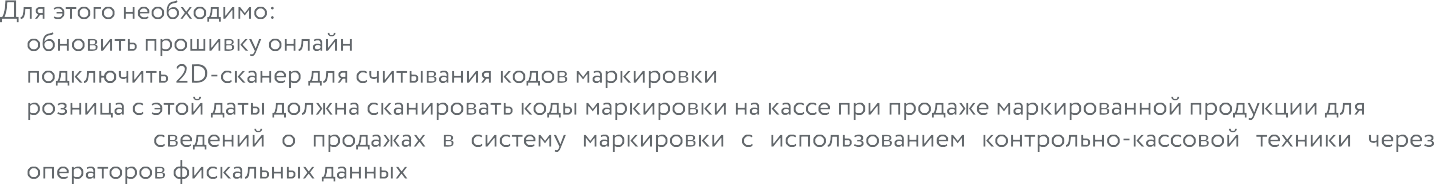 Для этого необходимо:
обновить прошивку онлайн
подключить 2D-сканер для считывания кодов маркировки
розница с этой даты должна сканировать коды маркировки на кассе при продаже маркированной продукции для
сведений о продажах в систему маркировки с использованием контрольно-кассовой техники через
операторов фискальных данных